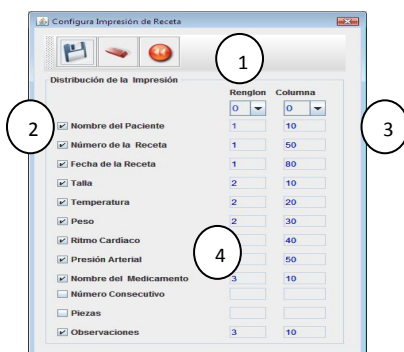 Configura Impresión de Receta
1
Distribución de la Impresión
Renglon Columna
0 0
2
3
Nombre del Paciente 1 10
Número de la Receta 1 50
Fecha de la Receta 1 80
Talla 2 10
Temperatura 2 20
Peso 2 30
Ritmo Cardíaco 40
4
Presión Arterial 50
Nombre del Medicamento 3 10
Número Consecutivo
Piezas
Observaciones 3 10